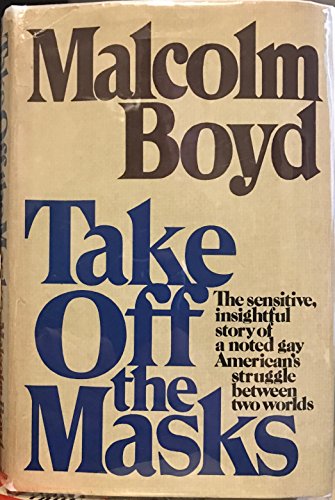 Malcolm
Boyd
Take
Off
the
Masks
The sensitive,
insightful
story of
a noted gay
American's
struggle
between
two worlds